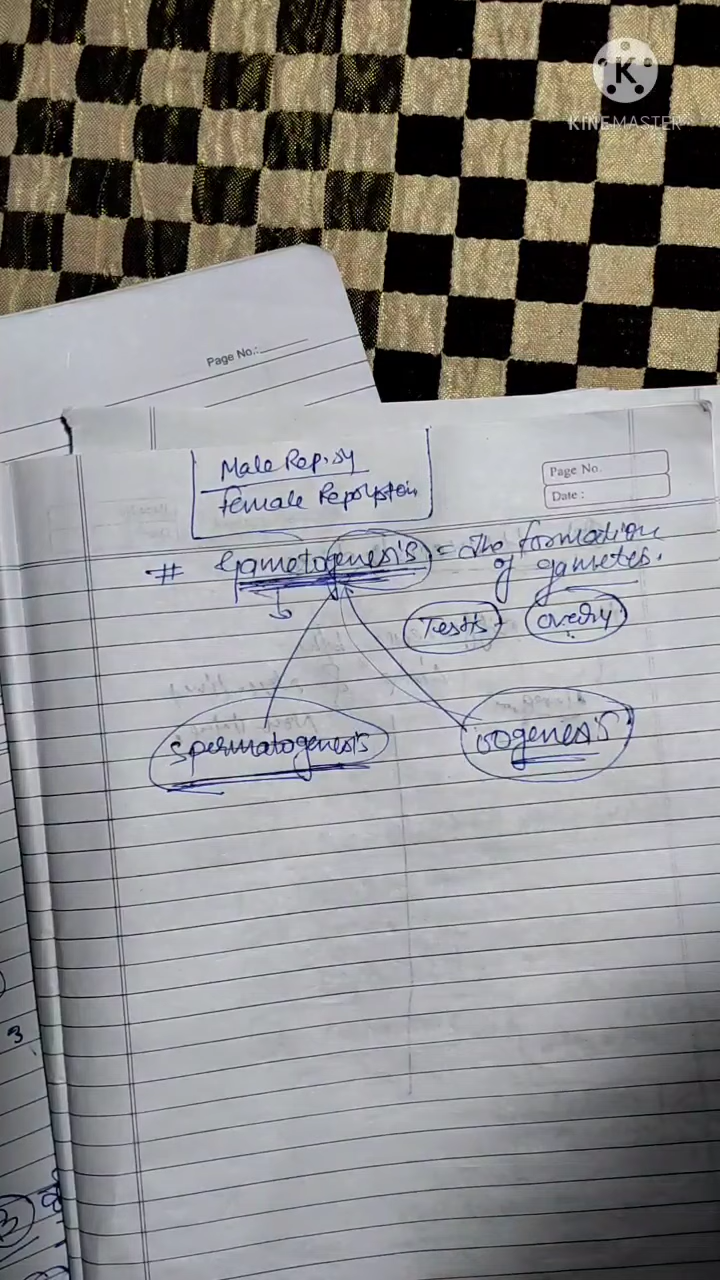 KINEMASTER
Page No.:
Male Rep. sy
Female Rep. system
Page No.
Date :
# Gametogenesis = The formation
of gametes.
Testis
ovary
spermatogenesis
oogenesis
3